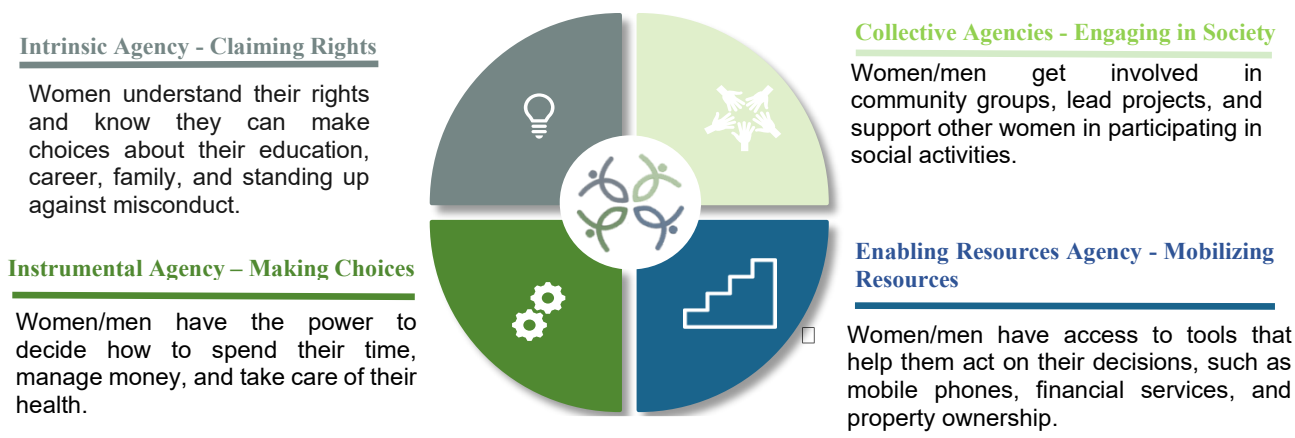 Intrinsic Agency - Claiming Rights
Women understand their rights
and know they can make
choices about their education,
career, family, and standing up
against misconduct.
Collective Agencies - Engaging in Society
Women/men get involved in
community groups, lead projects, and
support other women in participating in
social activities.
Instrumental Agency – Making Choices
Women/men have the power to
decide how to spend their time,
manage money, and take care of their
health.
Enabling Resources Agency - Mobilizing
Resources
Women/men have access to tools that
help them act on their decisions, such as
mobile phones, financial services, and
property ownership.